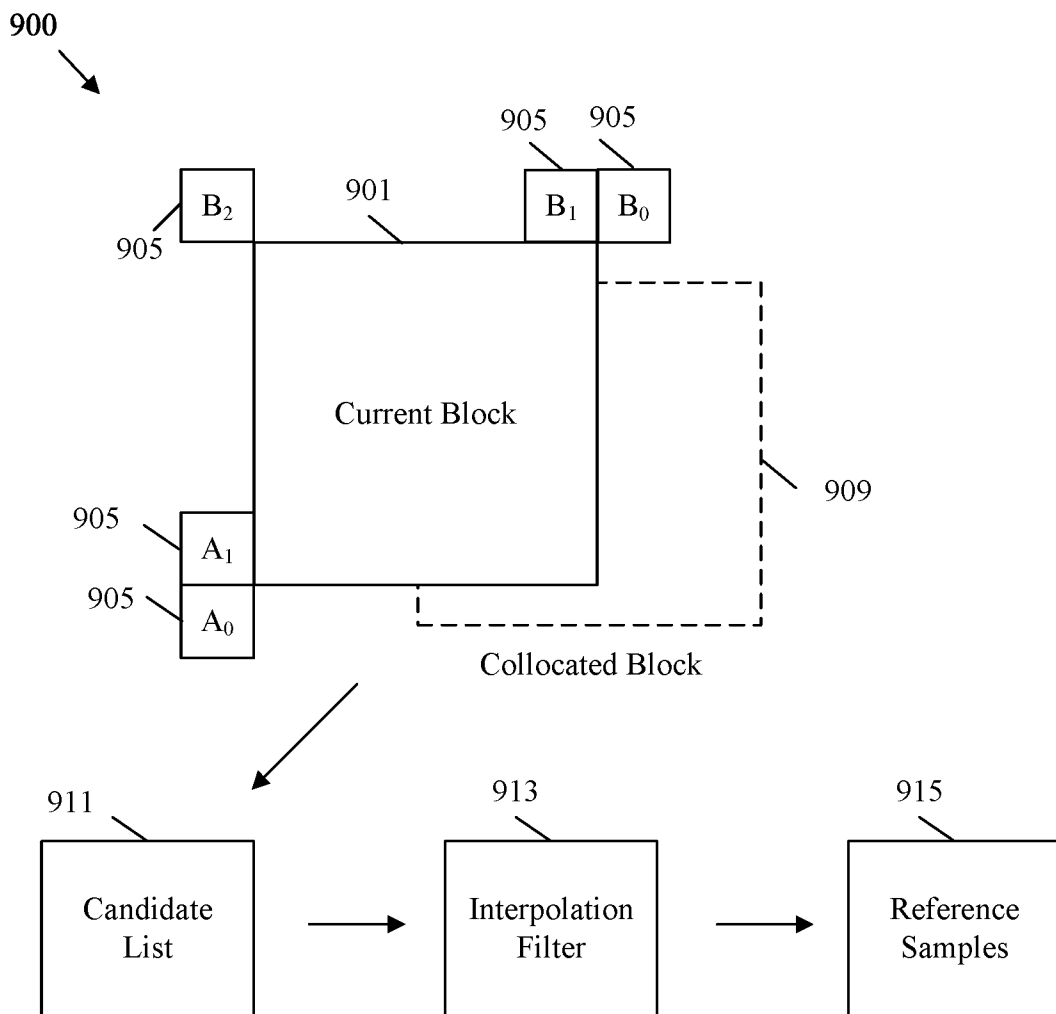 900
905 905
901
B₂ B₁ B₀
905
Current Block
909
905
A₁
905
A₀
Collocated Block
911 913 915
Candidate Interpolation Reference
List Filter Samples